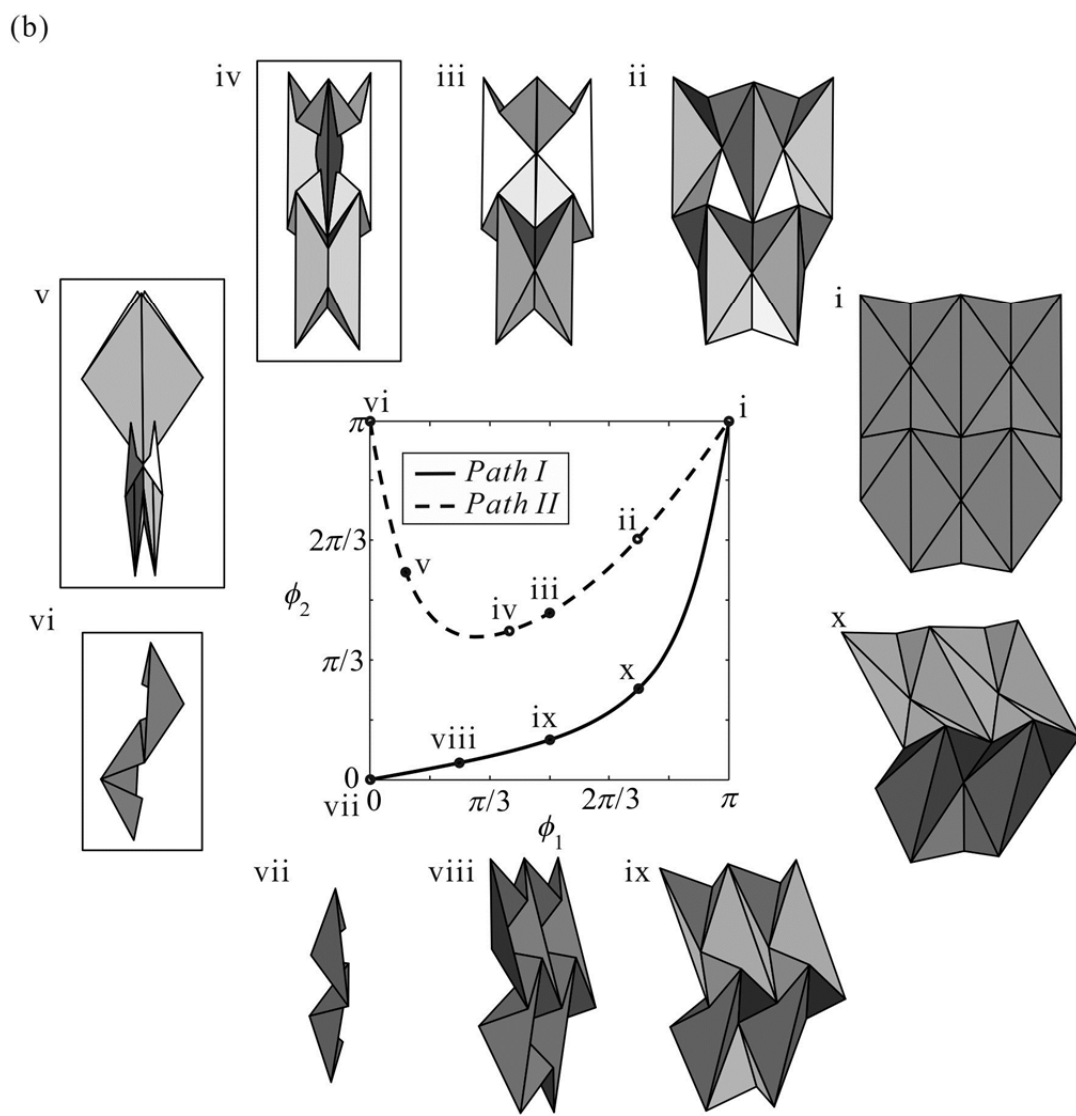 (b)
iv
iii
ii
v
i
vi
i
π
Path I
Path II
2π/3
ii
v
iii
ϕ2
iv
vi
π/3
x
x
ix
viii
0
vii
0
π/3
2π/3
π
ϕ1
vii
viii
ix